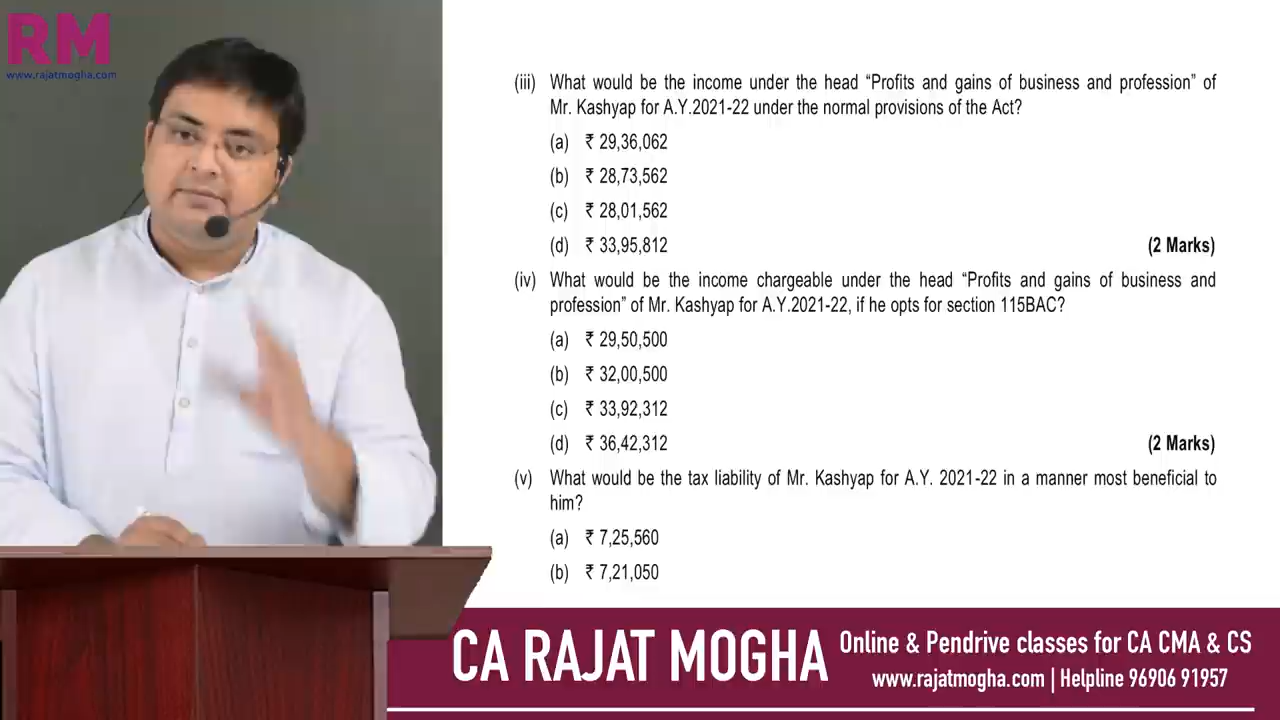 RM
www.rajatmogha.com
(iii) What would be the income under the head “Profits and gains of business and profession” of
Mr. Kashyap for A.Y.2021-22 under the normal provisions of the Act?
(a) ₹ 29,36,062
(b) ₹ 28,73,562
(c) ₹ 28,01,562
(d) ₹ 33,95,812 (2 Marks)
(iv) What would be the income chargeable under the head “Profits and gains of business and
profession” of Mr. Kashyap for A.Y.2021-22, if he opts for section 115BAC?
(a) ₹ 29,50,500
(b) ₹ 32,00,500
(c) ₹ 33,92,312
(d) ₹ 36,42,312 (2 Marks)
(v) What would be the tax liability of Mr. Kashyap for A.Y. 2021-22 in a manner most beneficial to
him?
(a) ₹ 7,25,560
(b) ₹ 7,21,050
CA RAJAT MOGHA
Online & Pendrive classes for CA CMA & CS
www.rajatmogha.com | Helpline 96906 91957